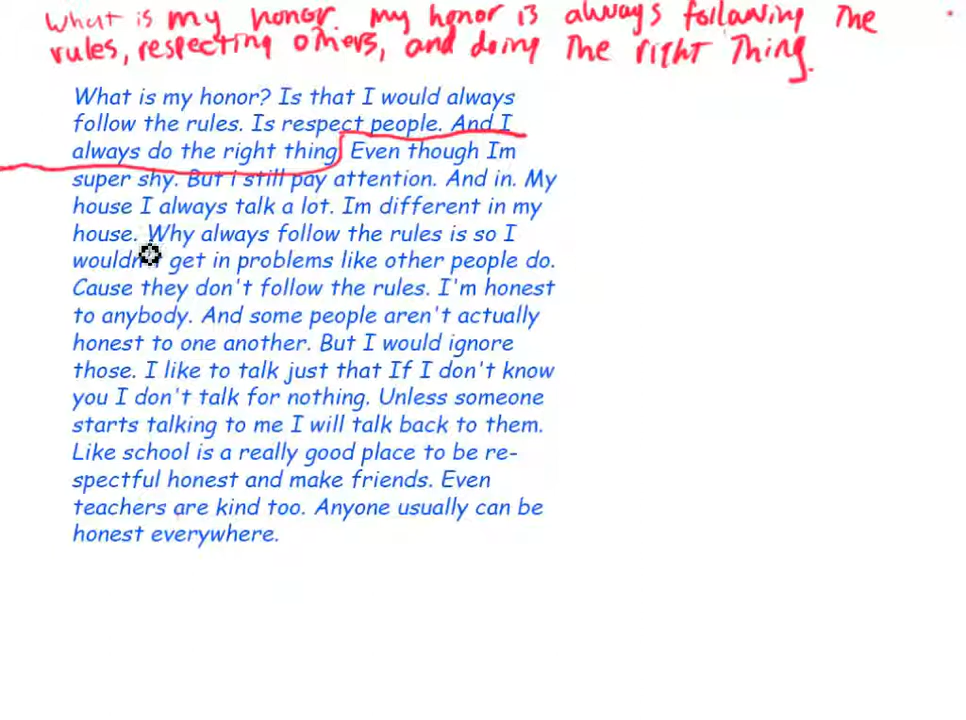 What is my honor. My honor is always following the
rules, respecting others, and doing the right thing.
What is my honor? Is that I would always
follow the rules. Is respect people. And I
always do the right thing Even though Im
super shy. But i still pay attention. And in. My
house I always talk a lot. Im different in my
house. Why always follow the rules is so I
wouldn't get in problems like other people do.
Cause they don't follow the rules. I'm honest
to anybody. And some people aren't actually
honest to one another. But I would ignore
those. I like to talk just that If I don't know
you I don't talk for nothing. Unless someone
starts talking to me I will talk back to them.
Like school is a really good place to be re-
spectful honest and make friends. Even
teachers are kind too. Anyone usually can be
honest everywhere.